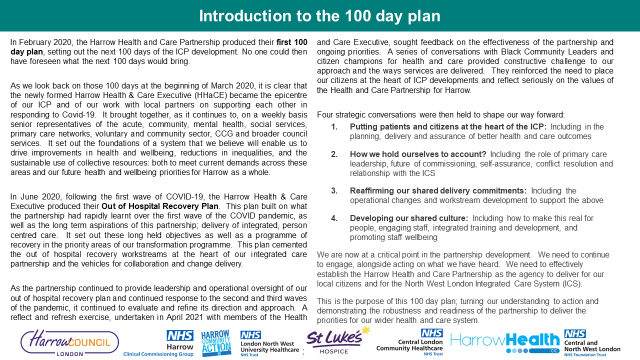 Introduction to the 100 day plan
In February 2020, the Harrow Health and Care Partnership produced their first 100
day plan, setting out the next 100 days of the ICP development. No one could then
have foreseen what the next 100 days would bring.
As we look back on those 100 days at the beginning of March 2020, it is clear that
the newly formed Harrow Health & Care Executive (HHaCE) became the epicentre
of our ICP and of our work with local partners on supporting each other in
responding to Covid-19. It brought together, as it continues to, on a weekly basis
senior representatives of the acute, community, mental health, social services,
primary care networks, voluntary and community sector, CCG and broader council
services. It set out the foundations of a system that we believe will enable us to
drive improvements in health and wellbeing, reductions in inequalities, and the
sustainable use of collective resources: both to meet current demands across these
areas and our future health and wellbeing priorities for Harrow as a whole.
In June 2020, following the first wave of COVID-19, the Harrow Health & Care
Executive produced their Out of Hospital Recovery Plan. This plan built on what
the partnership had rapidly learnt over the first wave of the COVID pandemic, as
well as the long term aspirations of this partnership; delivery of integrated, person
centred care. It set out our long held objectives as well as a programme of
recovery in the priority areas of our transformation programme. This plan cemented
the out of hospital recovery workstreams at the heart of our integrated care
partnership and the vehicles for collaboration and change delivery.
As the partnership continued to provide leadership and operational oversight of our
out of hospital recovery plan and continued response to the second and third waves
of the pandemic, it continued to evaluate and refine its direction and approach. A
reflect and refresh exercise, undertaken in April 2021 with members of the Health
and Care Executive, sought feedback on the effectiveness of the partnership and
ongoing priorities. A series of conversations with Black Community Leaders and
citizen champions for health and care provided constructive challenge to our
approach and the ways services are delivered. They reinforced the need to place
our citizens at the heart of ICP developments and reflect seriously on the values of
the Health and Care Partnership for Harrow.
Four strategic conversations were then held to shape our way forward:
1. Putting patients and citizens at the heart of the ICP: Including in the
planning, delivery and assurance of better health and care outcomes
2. How we hold ourselves to account? Including the role of primary care
leadership, future of commissioning, self-assurance, conflict resolution and
relationship with the ICS
3. Reaffirming our shared delivery commitments: Including the
operational changes and workstream development to support the above
4. Developing our shared culture: Including how to make this real for
people, engaging staff, integrated training and development, and
promoting staff wellbeing
We are now at a critical point in the partnership development. We need to continue
to engage, alongside acting on what we have heard. We need to effectively
establish the Harrow Health and Care Partnership as the agency to deliver for our
local citizens and for the North West London Integrated Care System (ICS).
This is the purpose of this 100 day plan; turning our understanding to action and
demonstrating the robustness and readiness of the partnership to deliver the
priorities for our wider health and care system.
Harrow COUNCIL
LONDON
NHS
Harrow
Clinical Commissioning Group
HARROW
COMMUNITY
ACTION
NHS
London North West
University Healthcare
NHS Trust
St Luke's
HOSPICE
NHS
Central London
Community Healthcare
NHS Trust
HarrowHealth
NHS
Central and
North West London
NHS Foundation Trust